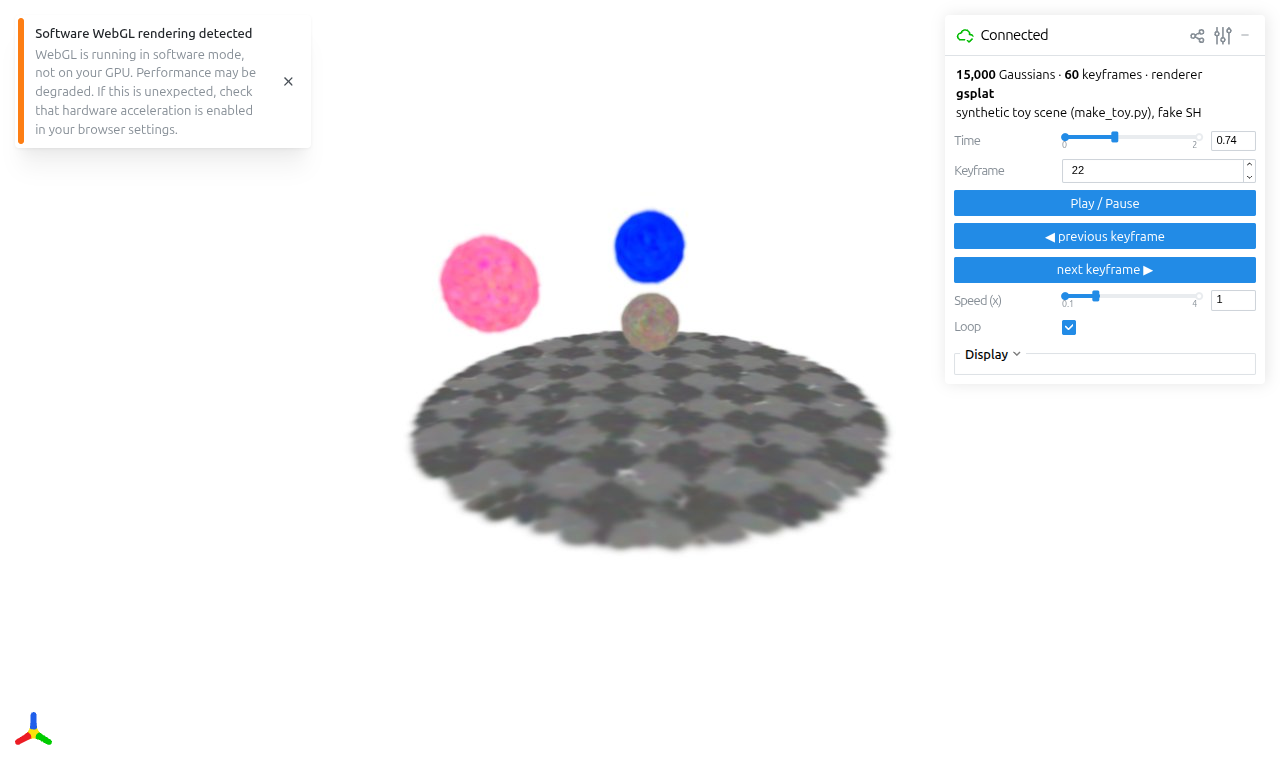 Software WebGL rendering detected
WebGL is running in software mode,
not on your GPU. Performance may be
degraded. If this is unexpected, check
that hardware acceleration is enabled
in your browser settings.
Connected
15,000 Gaussians · 60 keyframes · renderer
gsplat
synthetic toy scene (make_toy.py), fake SH
Time
0
2
0.74
Keyframe
22
Play / Pause
◀ previous keyframe
next keyframe ▶
Speed (x)
0.1
4
1
Loop
Display